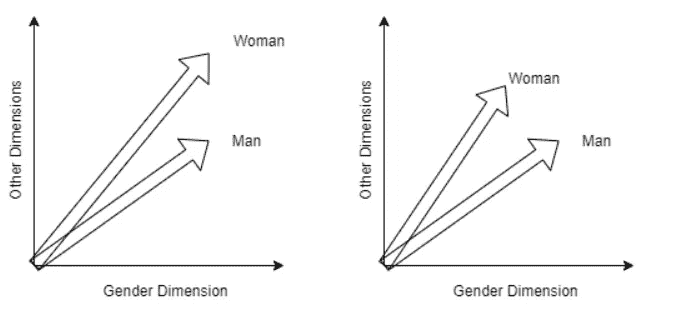 Woman
Man
Other Dimensions
Gender Dimension
Woman
Man
Other Dimensions
Gender Dimension